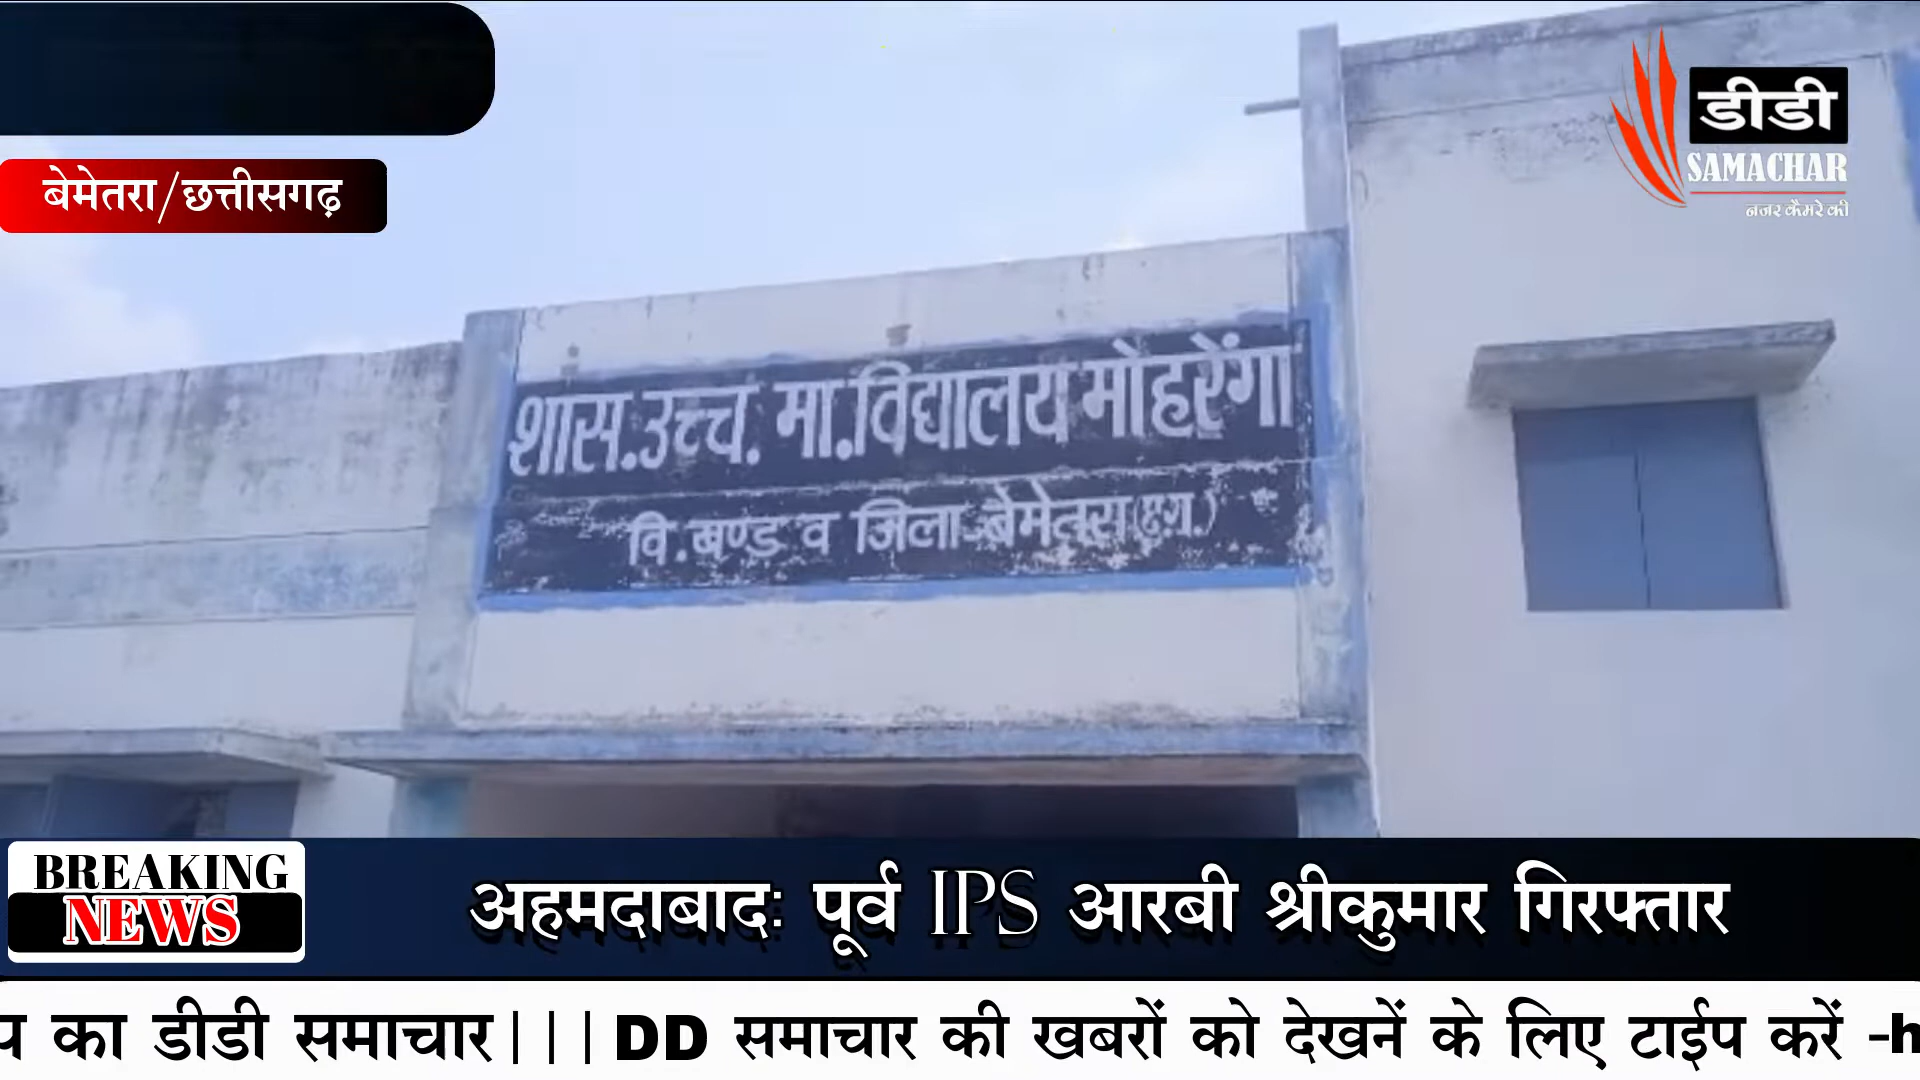 डीडी
SAMACHAR
नजर कैमरे की
बेमेतरा/छत्तीसगढ़
शास.उच्च. मा.विद्यालय मोहरेंगा
वि.खण्ड व जिला-बेमेतरा(छग.)
BREAKING
NEWS
अहमदाबादः पूर्व IPS आरबी श्रीकुमार गिरफ्तार
प का डीडी समाचार|||DD समाचार की खबरों को देखनें के लिए टाईप करें -h